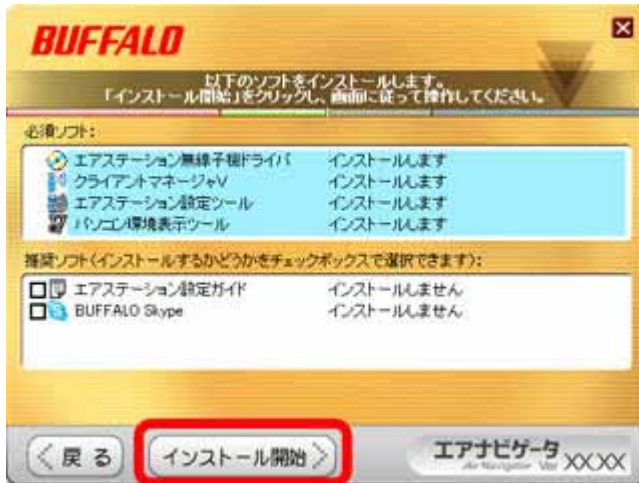 BUFFALO
以下のソフトをインストールします。
「インストール開始」をクリックし、画面に従って操作してください。
必須ソフト:
エアステーション無線子機ドライバ インストールします
クライアントマネージャV インストールします
エアステーション設定ツール インストールします
パソコン環境表示ツール インストールします
推奨ソフト(インストールするかどうかをチェックボックスで選択できます):
エアステーション設定ガイド インストールしません
BUFFALO Skype インストールしません
戻る
インストール開始
エアナビゲータ
Air Navigator Ver XX.XX